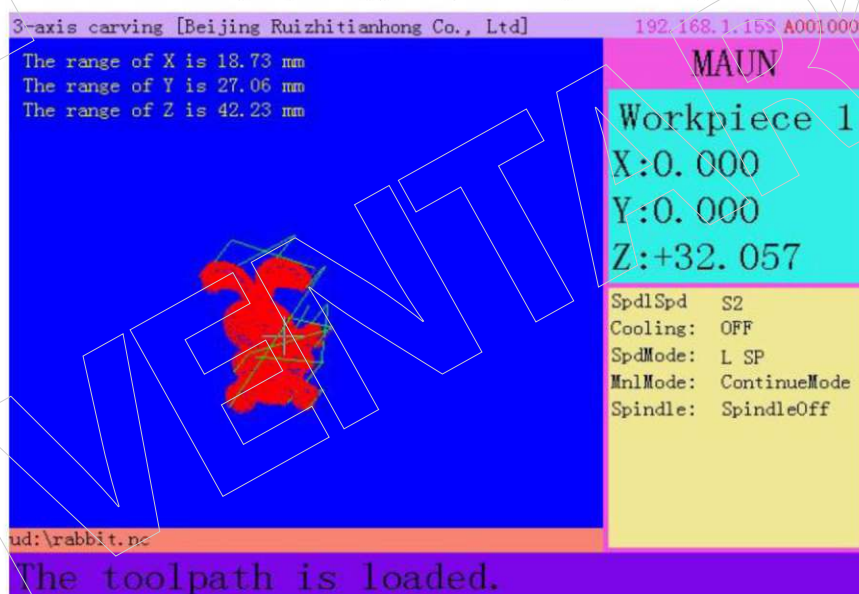 3-axis carving [Beijing Ruizhitianhong Co., Ltd]
192.168.1.159 A001000
The range of X is 18.73 mm
The range of Y is 27.06 mm
The range of Z is 42.23 mm
MAUN
Workpiece 1
X:0.000
Y:0.000
Z:+32.057
SpdlSpd S2
Cooling: OFF
SpdMode: L SP
MnlMode: ContinueMode
Spindle: SpindleOff
ud:\rabbit.nc
The toolpath is loaded.